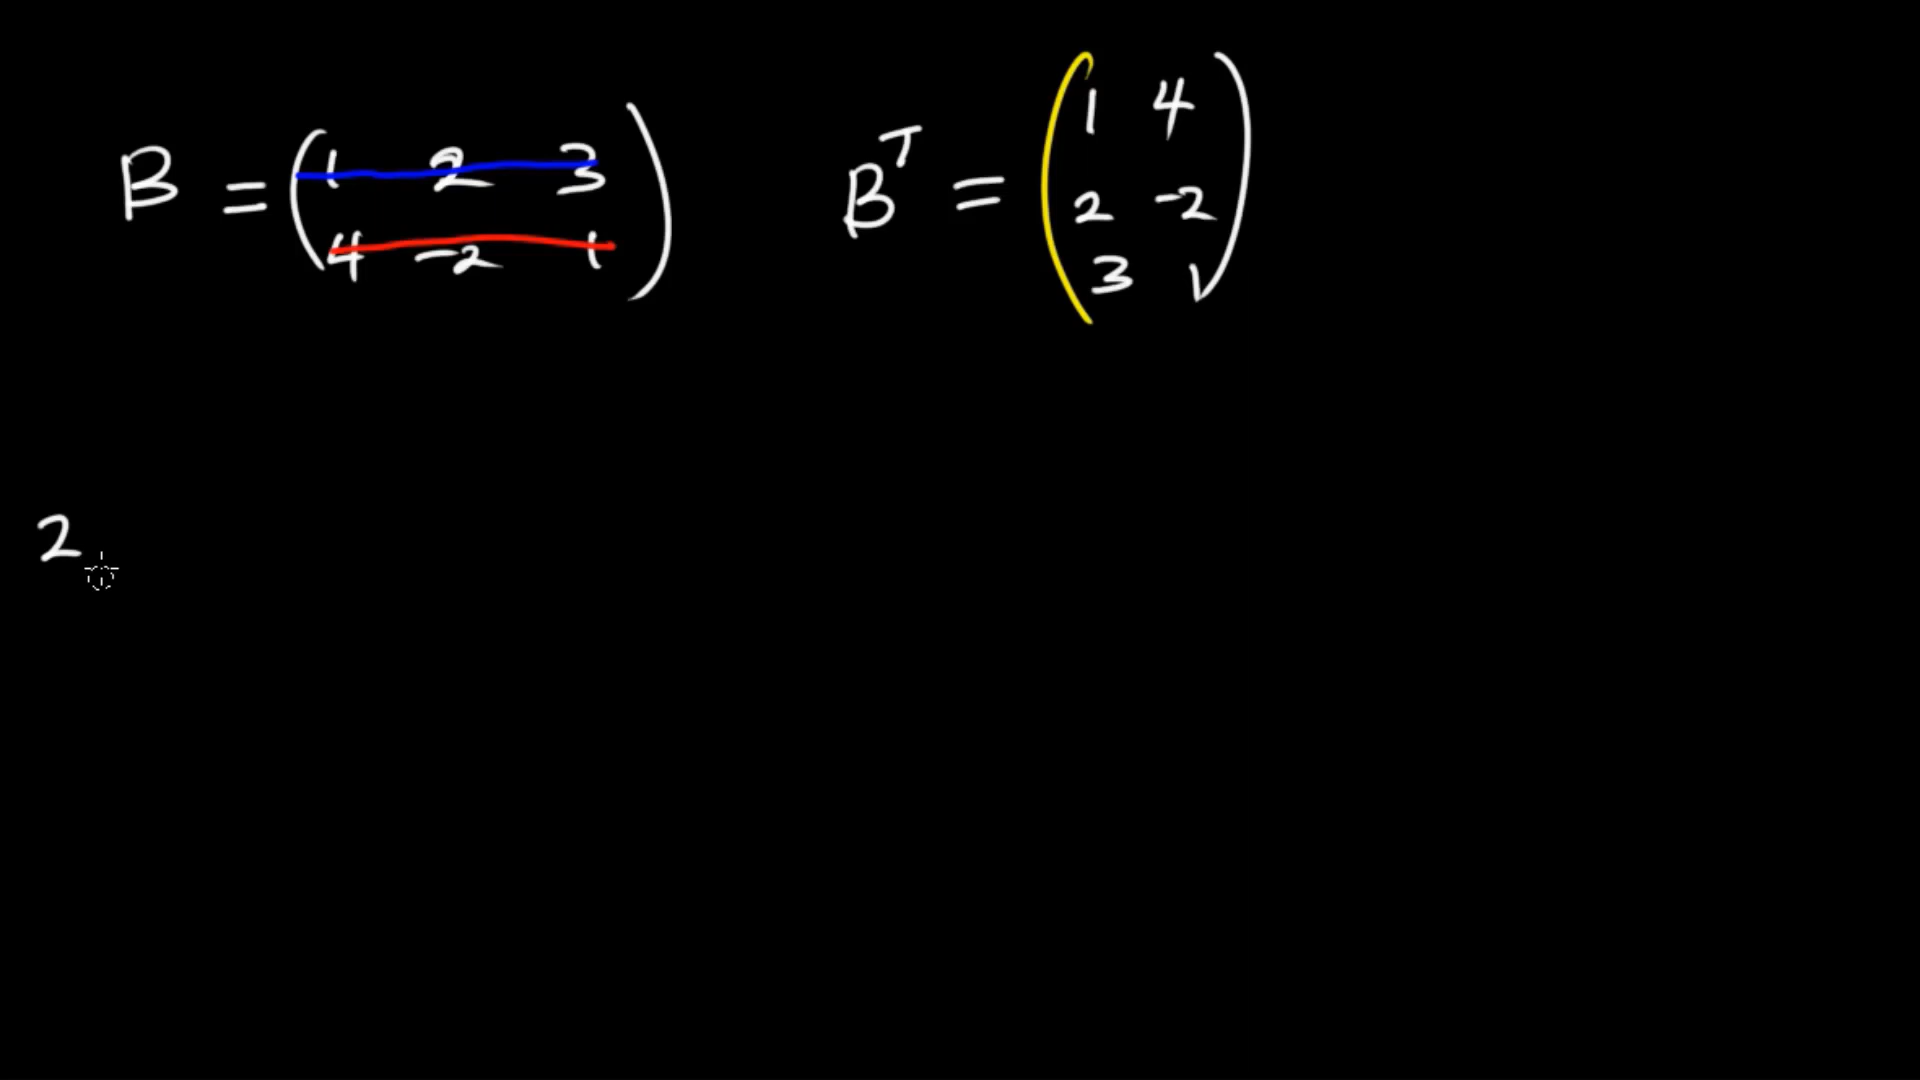 B = (1 2 3
4 -2 1)
B^T = (1 4
2 -2
3 1)
2